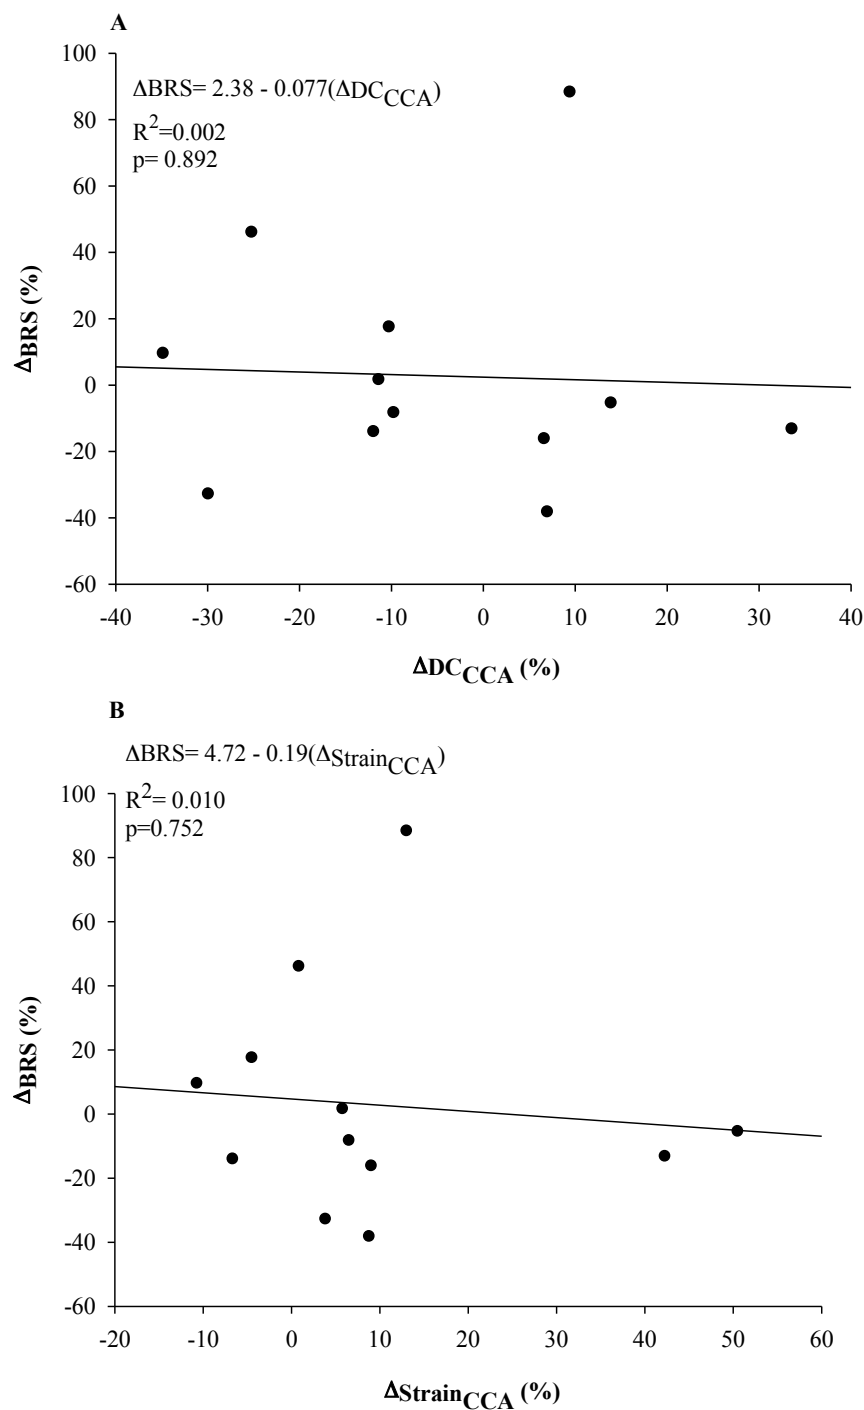 A
ΔBRS= 2.38 - 0.077(ΔDCCCA)
R2=0.002
p= 0.892
100
80
60
40
20
0
-20
-40
-60
ΔBRS (%)
-40 -30 -20 -10 0 10 20 30 40
ΔDCCCA (%)
B
ΔBRS= 4.72 - 0.19(ΔStrainCCA)
R2= 0.010
p=0.752
100
80
60
40
20
0
-20
-40
-60
ΔBRS (%)
-20 -10 0 10 20 30 40 50 60
ΔStrainCCA (%)